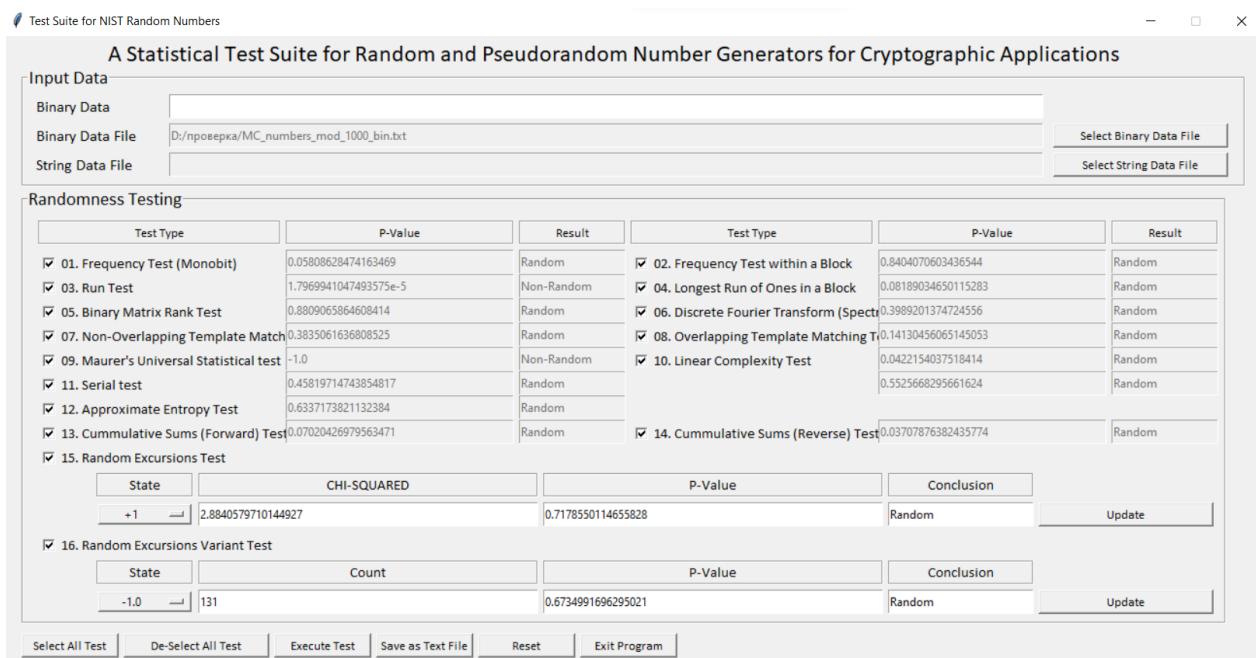 Test Suite for NIST Random Numbers
A Statistical Test Suite for Random and Pseudorandom Number Generators for Cryptographic Applications
Input Data
Binary Data
Binary Data File D:/проверка/MC_numbers_mod_1000_bin.txt Select Binary Data File
String Data File Select String Data File
Randomness Testing
Test Type P-Value Result Test Type P-Value Result
01. Frequency Test (Monobit) 0.05808628474163469 Random 02. Frequency Test within a Block 0.8404070603436544 Random
03. Run Test 1.7969941047493575e-5 Non-Random 04. Longest Run of Ones in a Block 0.08189034650115283 Random
05. Binary Matrix Rank Test 0.8809065864608414 Random 06. Discrete Fourier Transform (Spectr 0.3989201374724556 Random
07. Non-Overlapping Template Match 0.3835061636808525 Random 08. Overlapping Template Matching T 0.14130456065145053 Random
09. Maurer's Universal Statistical test -1.0 Non-Random 10. Linear Complexity Test 0.0422154037518414 Random
11. Serial test 0.45819714743854817 Random 0.5525668295661624 Random
12. Approximate Entropy Test 0.6337173821132384 Random
13. Cummulative Sums (Forward) Test 0.07020426979563471 Random 14. Cummulative Sums (Reverse) Test 0.03707876382435774 Random
15. Random Excursions Test
State CHI-SQUARED P-Value Conclusion
+1 2.8840579710144927 0.7178550114655828 Random Update
16. Random Excursions Variant Test
State Count P-Value Conclusion
-1.0 131 0.6734991696295021 Random Update
Select All Test De-Select All Test Execute Test Save as Text File Reset Exit Program